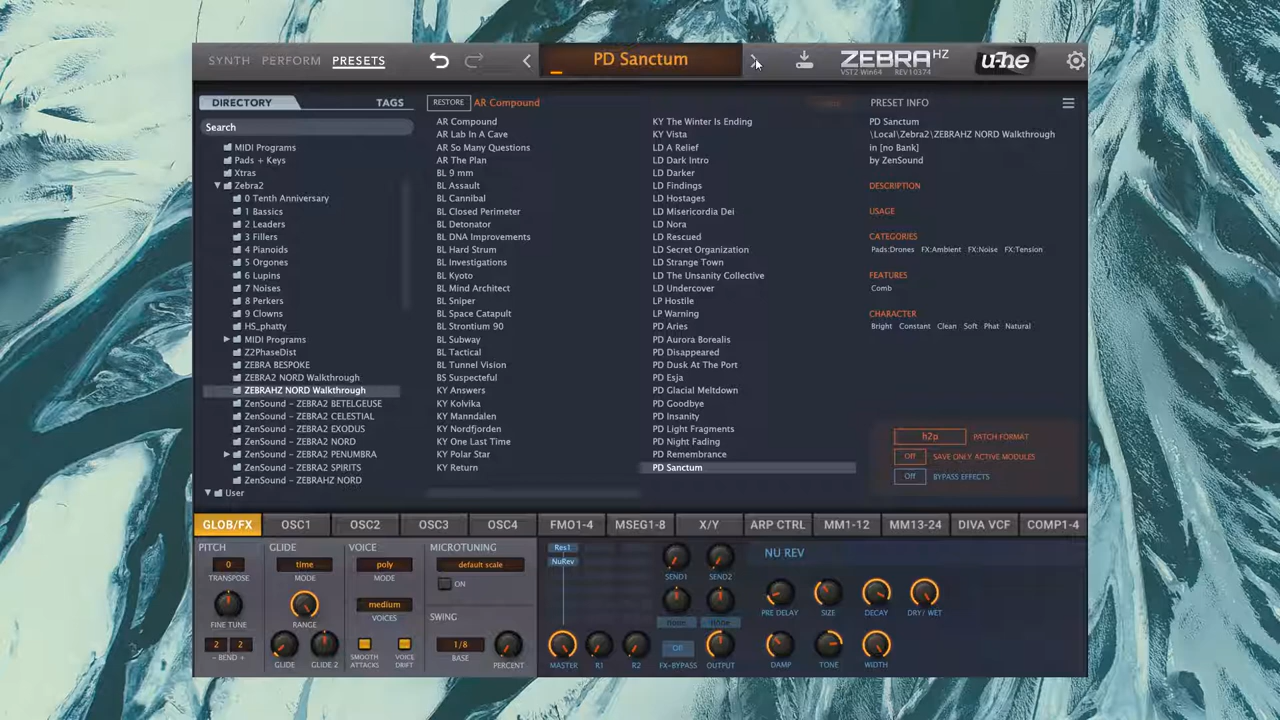 SYNTH PERFORM PRESETS
PD Sanctum
ZEBRA HZ
VST2 Win64 REV10374
u-he
DIRECTORY TAGS
Search
MIDI Programs
Pads + Keys
Xtras
Zebra2
0 Tenth Anniversary
1 Bassics
2 Leaders
3 Fillers
4 Pianoids
5 Orgones
6 Lupins
7 Noises
8 Perkers
9 Clowns
HS_phatty
MIDI Programs
Z2PhaseDist
ZEBRA BESPOKE
ZEBRA2 NORD Walkthrough
ZEBRAHZ NORD Walkthrough
ZenSound - ZEBRA2 BETELGEUSE
ZenSound - ZEBRA2 CELESTIAL
ZenSound - ZEBRA2 EXODUS
ZenSound - ZEBRA2 NORD
ZenSound - ZEBRA2 PENUMBRA
ZenSound - ZEBRA2 SPIRITS
ZenSound - ZEBRAHZ NORD
User
RESTORE AR Compound
AR Compound
AR Lab In A Cave
AR So Many Questions
AR The Plan
BL 9 mm
BL Assault
BL Cannibal
BL Closed Perimeter
BL Detonator
BL DNA Improvements
BL Hard Strum
BL Investigations
BL Kyoto
BL Mind Architect
BL Sniper
BL Space Catapult
BL Strontium 90
BL Subway
BL Tactical
BL Tunnel Vision
BS Suspecteful
KY Answers
KY Kolvika
KY Manndalen
KY Nordfjorden
KY One Last Time
KY Polar Star
KY Return
KY The Winter Is Ending
KY Vista
LD A Relief
LD Dark Intro
LD Darker
LD Findings
LD Hostages
LD Misericordia Dei
LD Nora
LD Rescued
LD Secret Organization
LD Strange Town
LD The Unsanity Collective
LD Undercover
LP Hostile
LP Warning
PD Aries
PD Aurora Borealis
PD Disappeared
PD Dusk At The Port
PD Esja
PD Glacial Meltdown
PD Goodbye
PD Insanity
PD Light Fragments
PD Night Fading
PD Remembrance
PD Sanctum
PRESET INFO
PD Sanctum
\Local\Zebra2\ZEBRAHZ NORD Walkthrough
in [no Bank]
by ZenSound
DESCRIPTION
USAGE
CATEGORIES
Pads:Drones FX:Ambient FX:Noise FX:Tension
FEATURES
Comb
CHARACTER
Bright Constant Clean Soft Phat Natural
h2p PATCH FORMAT
Off SAVE ONLY ACTIVE MODULES
Off BYPASS EFFECTS
GLOB/FX OSC1 OSC2 OSC3 OSC4 FMO1-4 MSEG1-8 X/Y ARP CTRL MM1-12 MM13-24 DIVA VCF COMP1-4
PITCH
0
TRANSPOSE
FINE TUNE
2 2
- BEND +
GLIDE
time
MODE
RANGE
GLIDE GLIDE 2
VOICE
poly
MODE
medium
VOICES
SMOOTH ATTACKS
VOICE DRIFT
MICROTUNING
default scale
ON
SWING
1/8
BASE PERCENT
Res1
NuRev
MASTER R1 R2
SEND1 SEND2
none none
Off
FX-BYPASS OUTPUT
NU REV
PRE DELAY SIZE DECAY DRY/ WET
DAMP TONE WIDTH